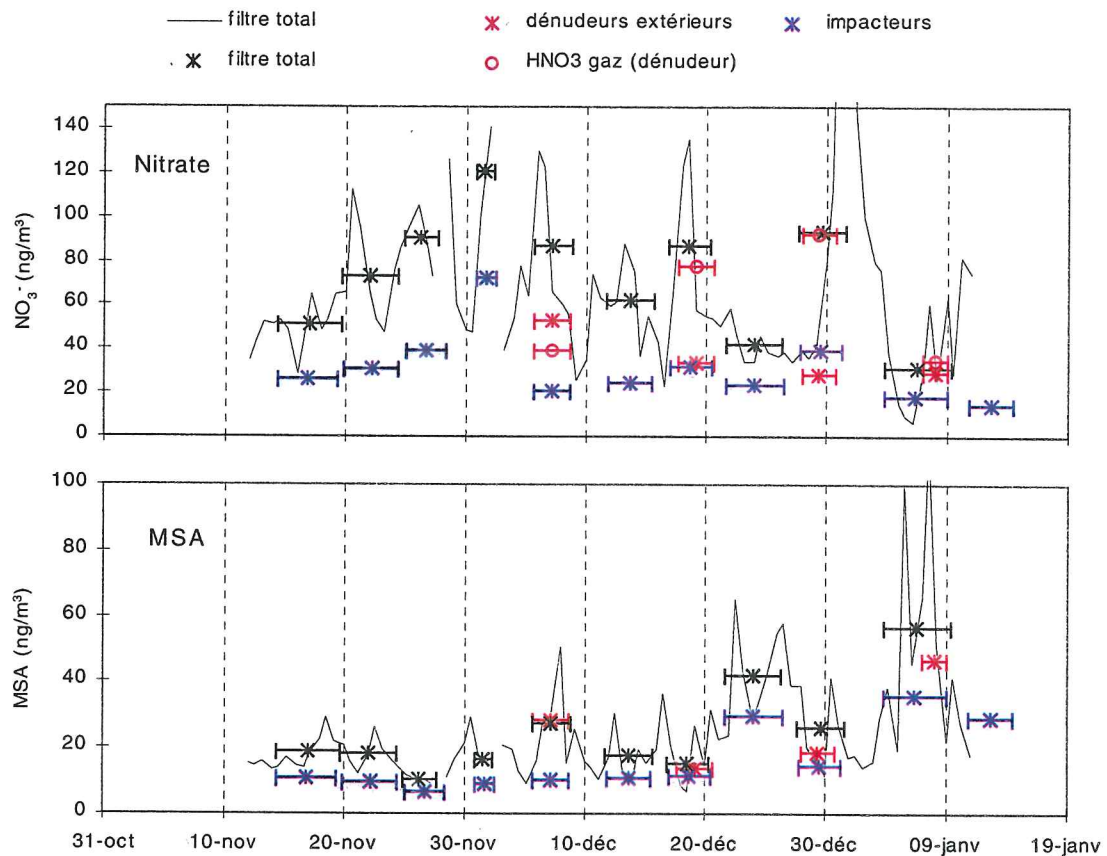 filtre total
dénudeurs extérieurs
impacteurs
filtre total
HNO3 gaz (dénudeur)
Nitrate
NO₃⁻ (ng/m³)
140
120
100
80
60
40
20
0
MSA
MSA (ng/m³)
100
80
60
40
20
0
31-oct 10-nov 20-nov 30-nov 10-déc 20-déc 30-déc 09-janv 19-janv